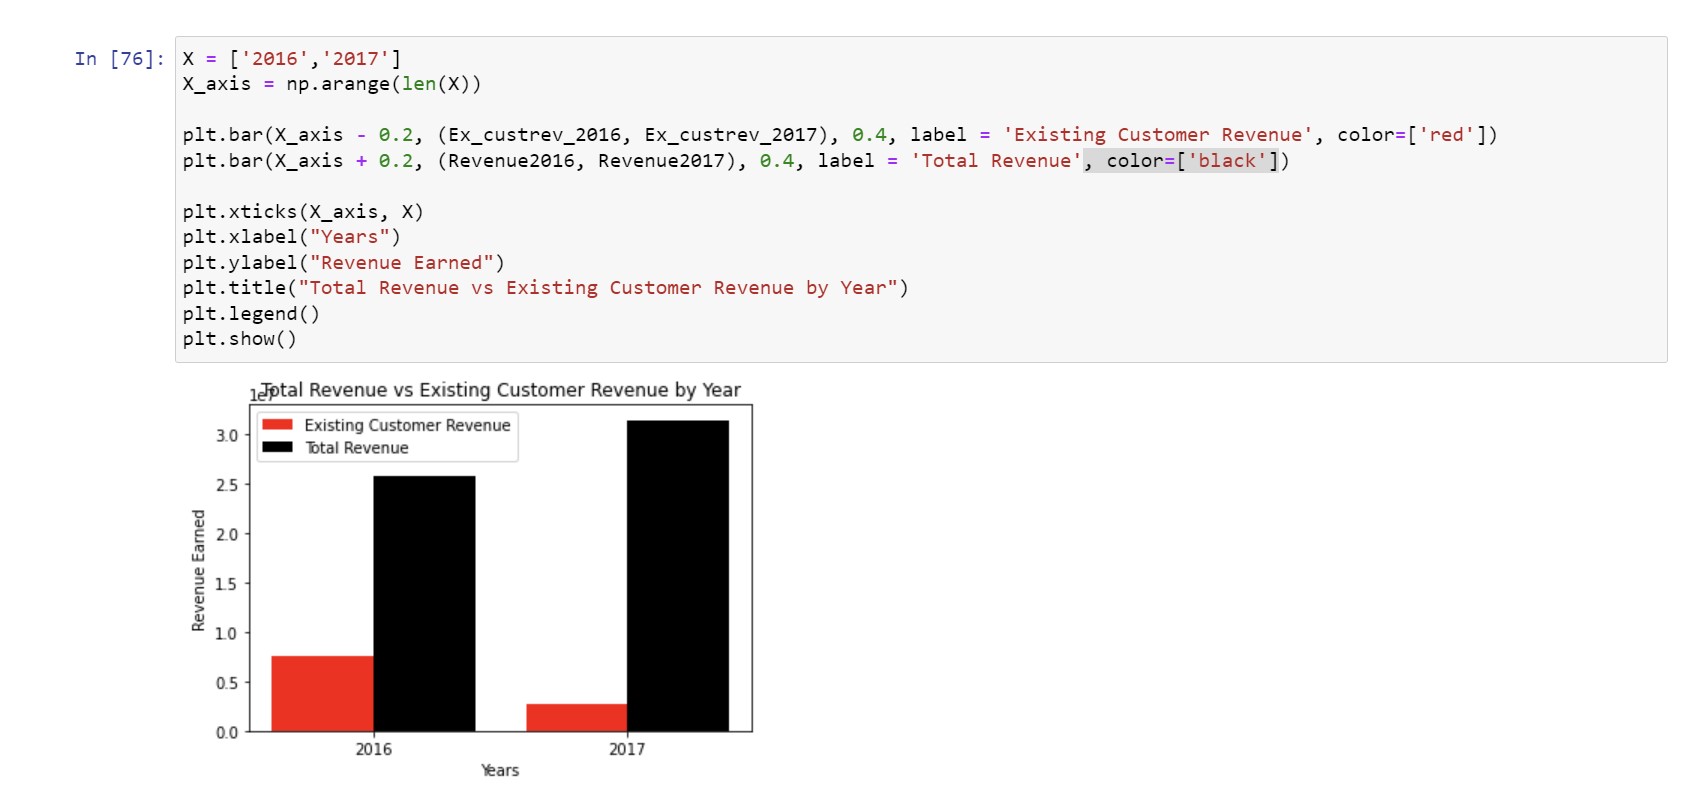 In [76]: X = ['2016','2017']
X_axis = np.arange(len(X))
plt.bar(X_axis - 0.2, (Ex_custrev_2016, Ex_custrev_2017), 0.4, label = 'Existing Customer Revenue', color=['red'])
plt.bar(X_axis + 0.2, (Revenue2016, Revenue2017), 0.4, label = 'Total Revenue', color=['black'])
plt.xticks(X_axis, X)
plt.xlabel("Years")
plt.ylabel("Revenue Earned")
plt.title("Total Revenue vs Existing Customer Revenue by Year")
plt.legend()
plt.show()
Total Revenue vs Existing Customer Revenue by Year
1e7
Existing Customer Revenue
Total Revenue
3.0
2.5
2.0
1.5
1.0
0.5
0.0
Revenue Earned
2016 2017
Years